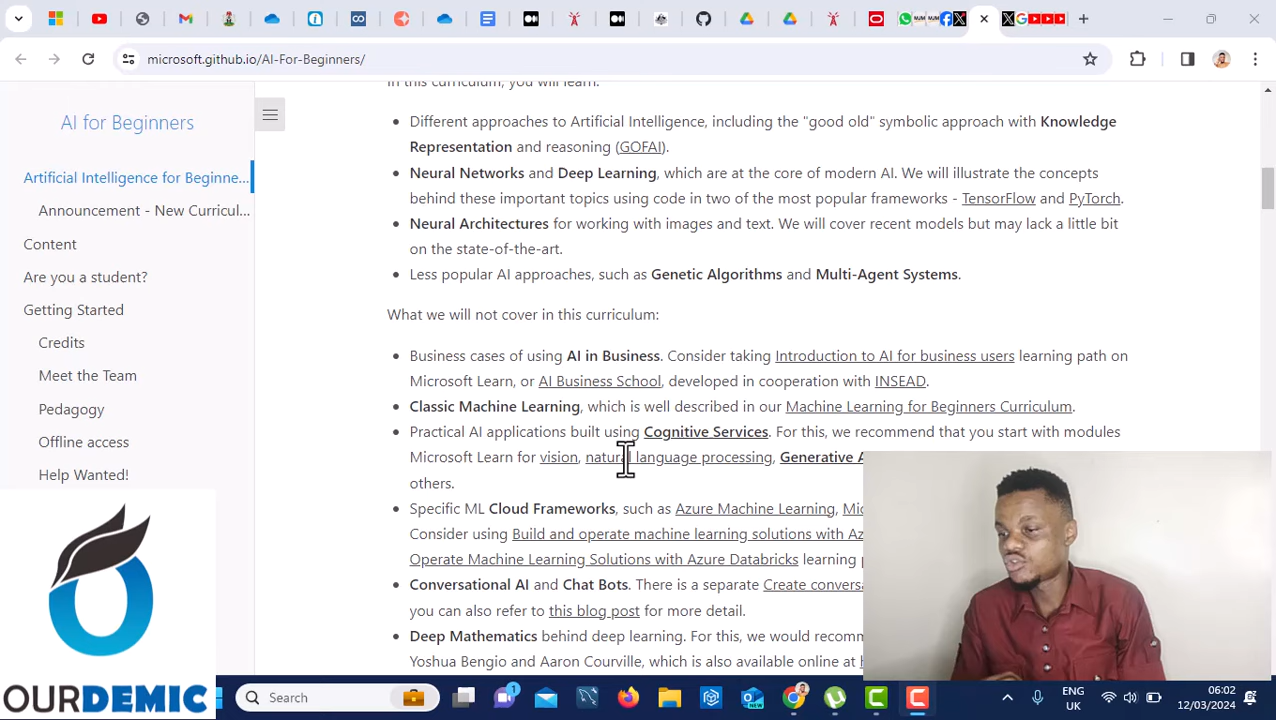 microsoft.github.io/AI-For-Beginners/
AI for Beginners
Artificial Intelligence for Beginne...
Announcement - New Curricul...
Content
Are you a student?
Getting Started
Credits
Meet the Team
Pedagogy
Offline access
Help Wanted!
In this curriculum, you will learn:
Different approaches to Artificial Intelligence, including the "good old" symbolic approach with Knowledge
Representation and reasoning (GOFAI).
Neural Networks and Deep Learning, which are at the core of modern AI. We will illustrate the concepts
behind these important topics using code in two of the most popular frameworks - TensorFlow and PyTorch.
Neural Architectures for working with images and text. We will cover recent models but may lack a little bit
on the state-of-the-art.
Less popular AI approaches, such as Genetic Algorithms and Multi-Agent Systems.
What we will not cover in this curriculum:
Business cases of using AI in Business. Consider taking Introduction to AI for business users learning path on
Microsoft Learn, or AI Business School, developed in cooperation with INSEAD.
Classic Machine Learning, which is well described in our Machine Learning for Beginners Curriculum.
Practical AI applications built using Cognitive Services. For this, we recommend that you start with modules
Microsoft Learn for vision, natural language processing, Generative A
others.
Specific ML Cloud Frameworks, such as Azure Machine Learning, Mic
Consider using Build and operate machine learning solutions with Az
Operate Machine Learning Solutions with Azure Databricks learning p
Conversational AI and Chat Bots. There is a separate Create conversa
you can also refer to this blog post for more detail.
Deep Mathematics behind deep learning. For this, we would recomm
Yoshua Bengio and Aaron Courville, which is also available online at h
OURDEMIC
Search
ENG
UK
06:02
12/03/2024